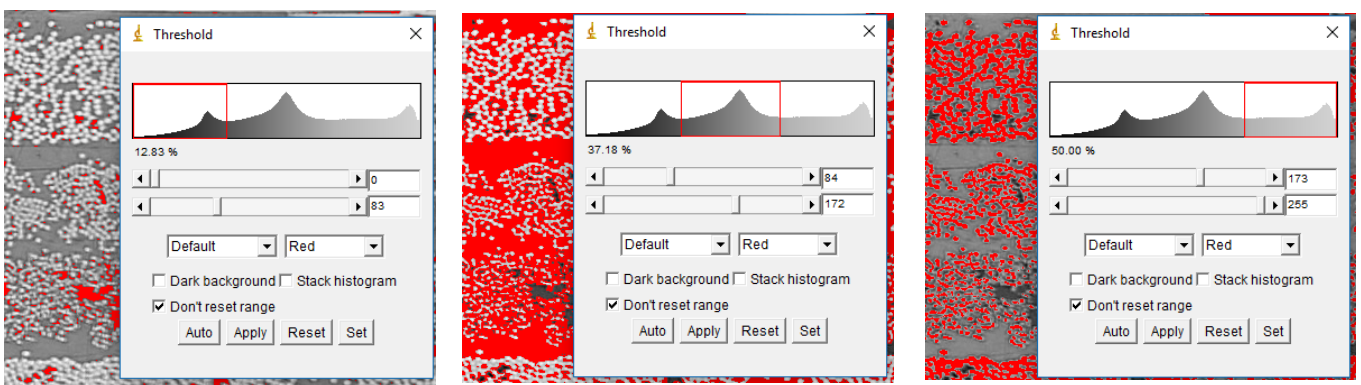 Threshold
12.83 %
0
83
Default Red
Dark background Stack histogram
Don't reset range
Auto Apply Reset Set
Threshold
37.18 %
84
172
Default Red
Dark background Stack histogram
Don't reset range
Auto Apply Reset Set
Threshold
50.00 %
173
255
Default Red
Dark background Stack histogram
Don't reset range
Auto Apply Reset Set